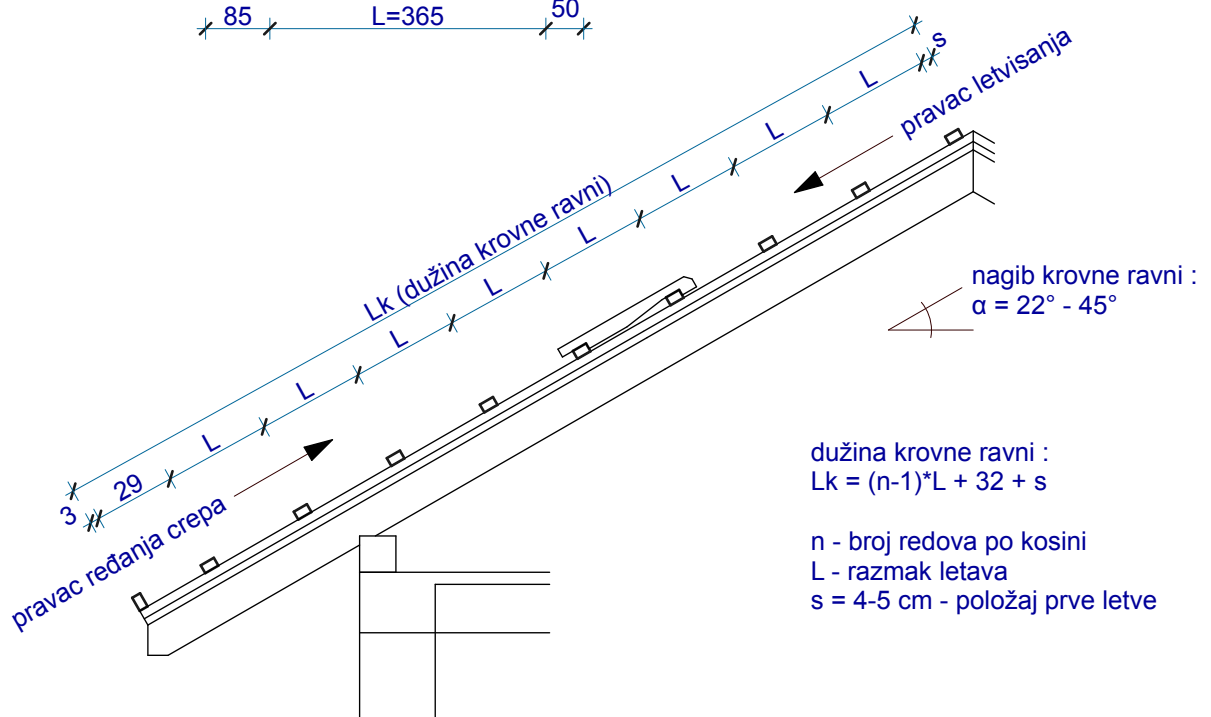 85 L=365 50
s
L
L
L
L
L
L
L
L
29
3
Lk (dužina krovne ravni)
pravac letvisanja
pravac ređanja crepa
nagib krovne ravni :
α = 22° - 45°
dužina krovne ravni :
Lk = (n-1)*L + 32 + s
n - broj redova po kosini
L - razmak letava
s = 4-5 cm - položaj prve letve